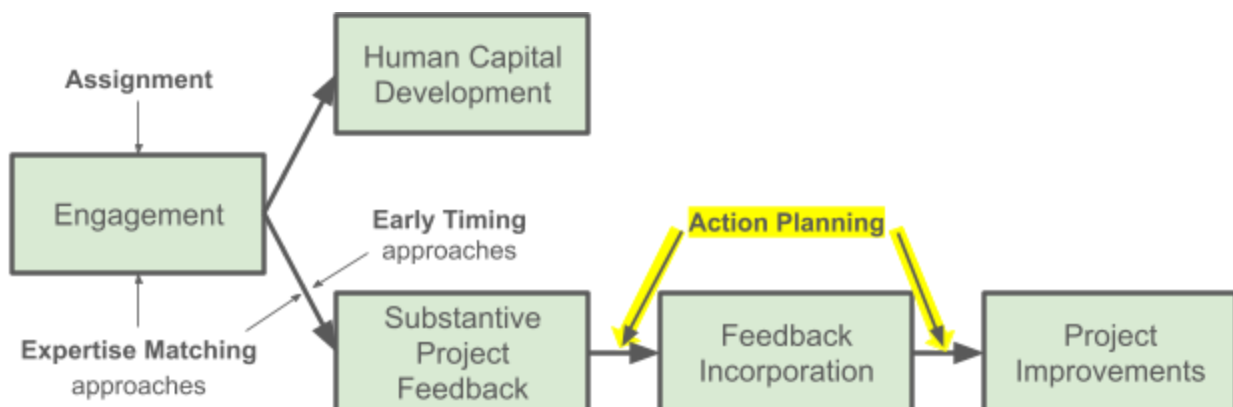 Human Capital
Development
Assignment
Engagement
Early Timing
approaches
Action Planning
Expertise Matching
approaches
Substantive
Project
Feedback
Feedback
Incorporation
Project
Improvements